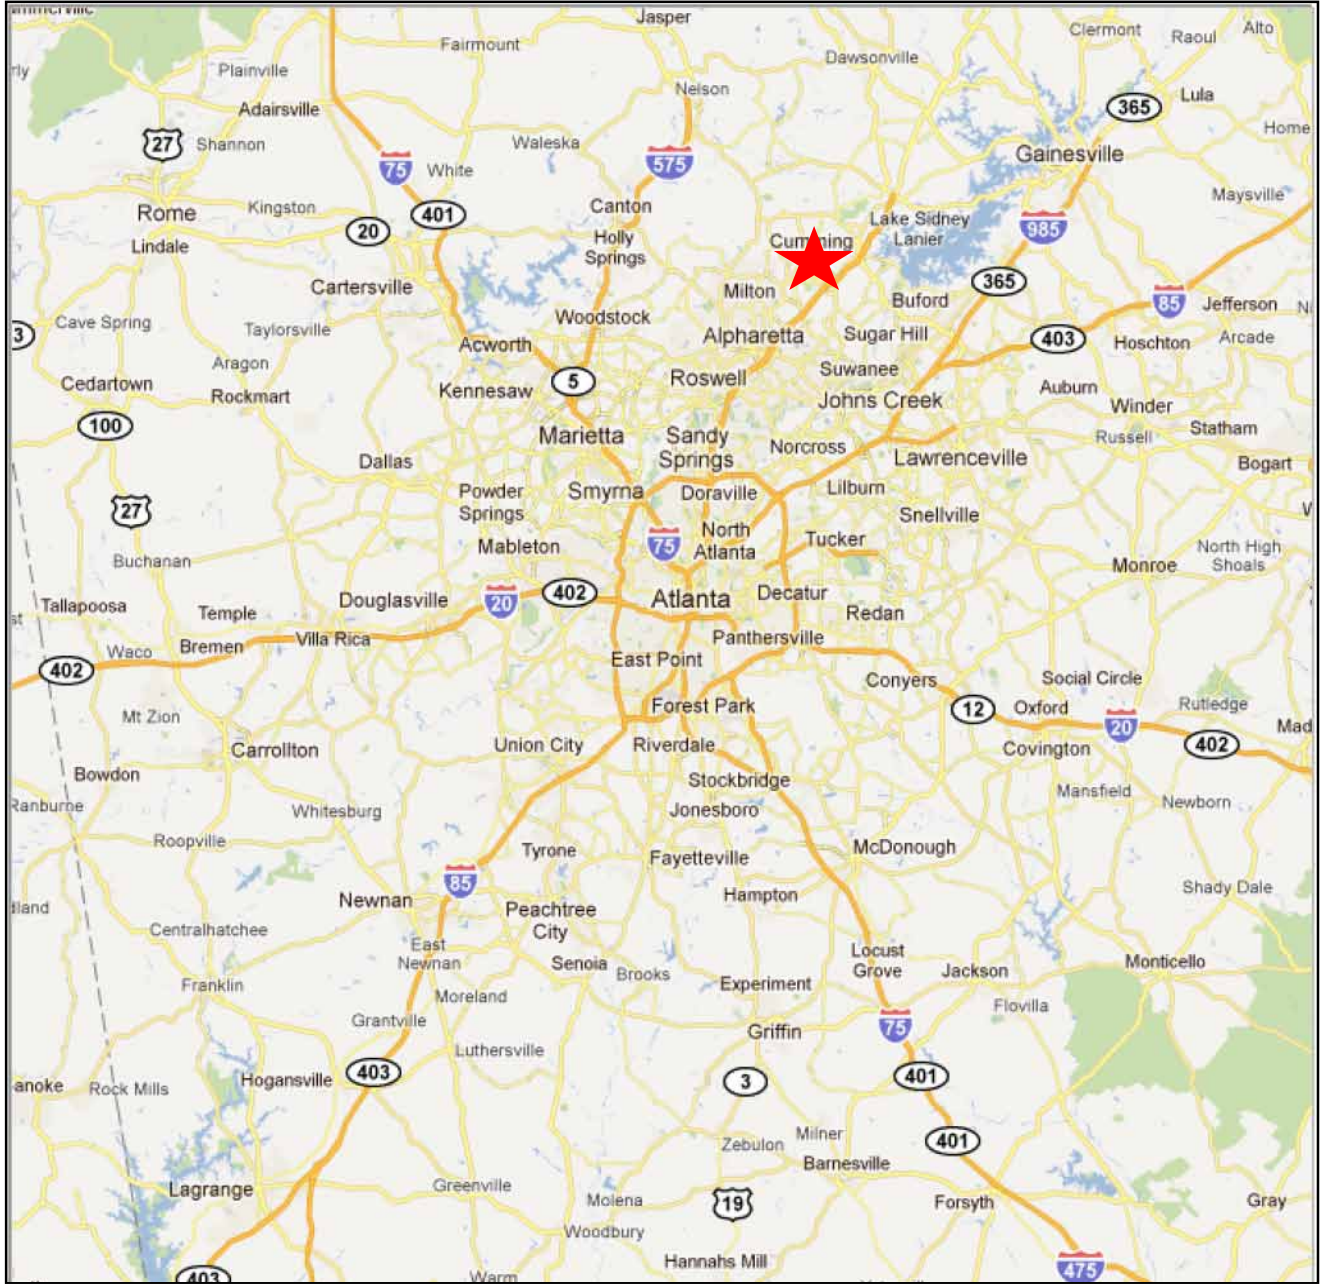 Jasper
Clermont
Raoul
Alto
Fairmount
Dawsonville
Plainville
Nelson
Adairsville
365
Lula
27
Shannon
Waleska
Home
75
White
575
Gainesville
Rome
Kingston
401
Canton
Maysville
Lindale
20
Holly
Springs
Lake Sidney
Lanier
985
Cumming
Cartersville
Milton
365
Buford
85
Jefferson
Cave Spring
Taylorsville
Woodstock
Alpharetta
Sugar Hill
403
Hoschton
Arcade
3
Acworth
Aragon
Cedartown
Rockmart
Kennesaw
5
Roswell
Suwanee
Johns Creek
Auburn
Winder
100
Marietta
Sandy
Springs
Norcross
Russell
Statham
Dallas
Lawrenceville
Bogart
Powder
Springs
Smyrna
Doraville
Lilburn
27
Snellville
Mableton
75
North
Atlanta
Tucker
Buchanan
Monroe
North High
Shoals
Tallapoosa
Temple
Douglasville
20
402
Atlanta
Decatur
Redan
st
Waco
Bremen
Villa Rica
Panthersville
402
East Point
Conyers
Social Circle
Mt Zion
Forest Park
12
Oxford
20
Rutledge
Mad
Carrollton
Union City
Riverdale
Covington
402
Bowdon
Stockbridge
Ranburne
Whitesburg
Jonesboro
Mansfield
Newborn
Roopville
Tyrone
Fayetteville
McDonough
85
Newnan
Hampton
Shady Dale
dland
Peachtree
City
Centralhatchee
East
Newnan
Senoia
Brooks
Experiment
Locust
Grove
Jackson
Monticello
Franklin
Moreland
Flovilla
Grantville
Griffin
75
Luthersville
anoke
Rock Mills
Hogansville
403
3
401
Zebulon
Milner
401
Barnesville
Lagrange
Greenville
Molena
19
Forsyth
Gray
Woodbury
Hannahs Mill
475
403
Warm